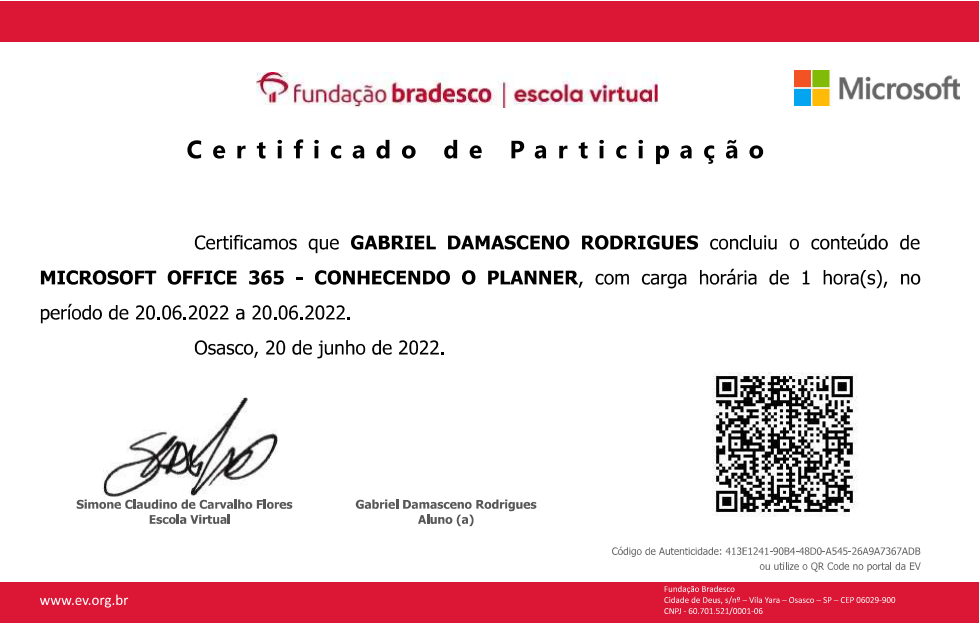 fundação bradesco | escola virtual
Microsoft
Certificado de Participação
Certificamos que GABRIEL DAMASCENO RODRIGUES concluiu o conteúdo de
MICROSOFT OFFICE 365 - CONHECENDO O PLANNER, com carga horária de 1 hora(s), no
período de 20.06.2022 a 20.06.2022.
Osasco, 20 de junho de 2022.
Simone Claudino de Carvalho Flores
Escola Virtual
Gabriel Damasceno Rodrigues
Aluno (a)
Código de Autenticidade: 413E1241-90B4-48D0-A545-26A9A7367ADB
ou utilize o QR Code no portal da EV
www.ev.org.br
Fundação Bradesco
Cidade de Deus, s/nº – Vila Yara – Osasco – SP – CEP 06029-900
CNPJ - 60.701.521/0001-06